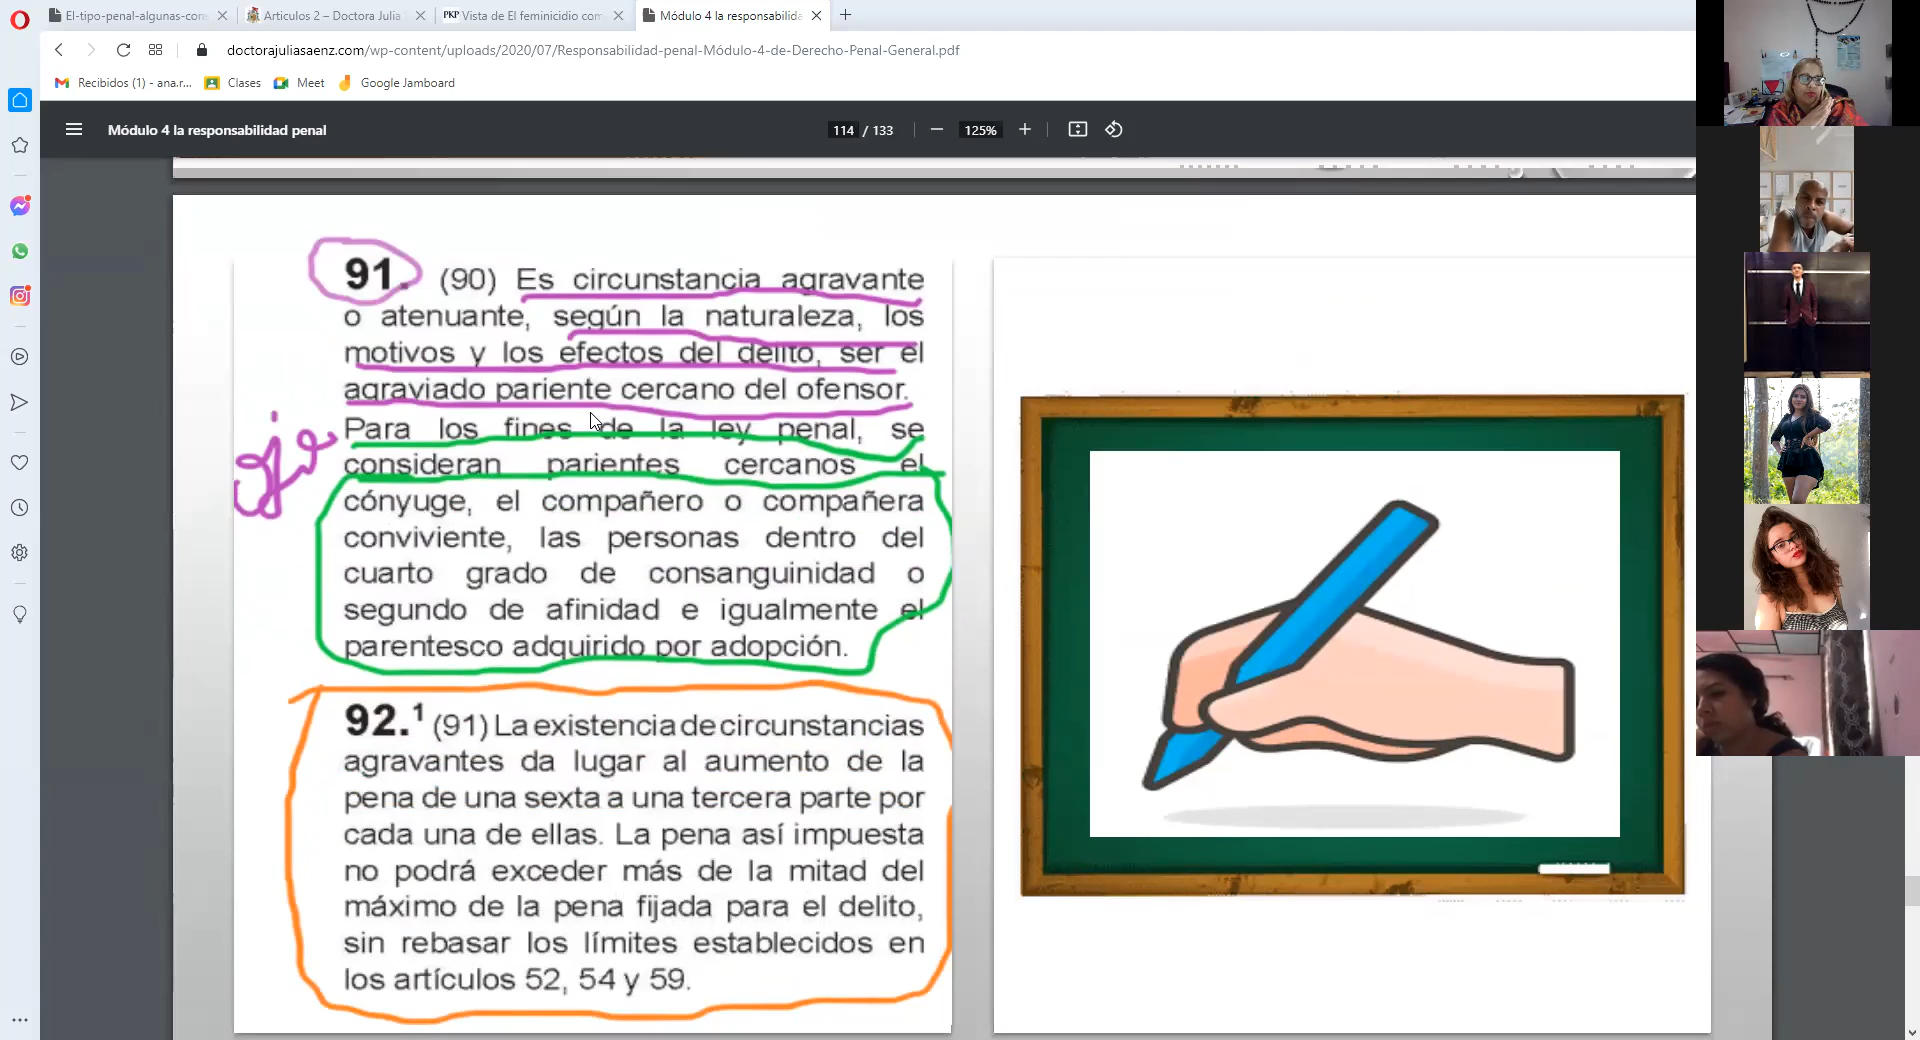 El-tipo-penal-algunas-con
Articulos 2 – Doctora Julia
PKP Vista de El feminicidio com
Módulo 4 la responsabilida
doctorajuliasaenz.com/wp-content/uploads/2020/07/Responsabilidad-penal-Módulo-4-de-Derecho-Penal-General.pdf
Recibidos (1) - ana.r... Clases Meet Google Jamboard
Módulo 4 la responsabilidad penal 114 / 133 125%
91. (90) Es circunstancia agravante
o atenuante, según la naturaleza, los
motivos y los efectos del delito, ser el
agraviado pariente cercano del ofensor.
Para los fines de la ley penal, se
consideran parientes cercanos el
cónyuge, el compañero o compañera
conviviente, las personas dentro del
cuarto grado de consanguinidad o
segundo de afinidad e igualmente el
parentesco adquirido por adopción.
92.¹ (91) La existencia de circunstancias
agravantes da lugar al aumento de la
pena de una sexta a una tercera parte por
cada una de ellas. La pena así impuesta
no podrá exceder más de la mitad del
máximo de la pena fijada para el delito,
sin rebasar los límites establecidos en
los artículos 52, 54 y 59.